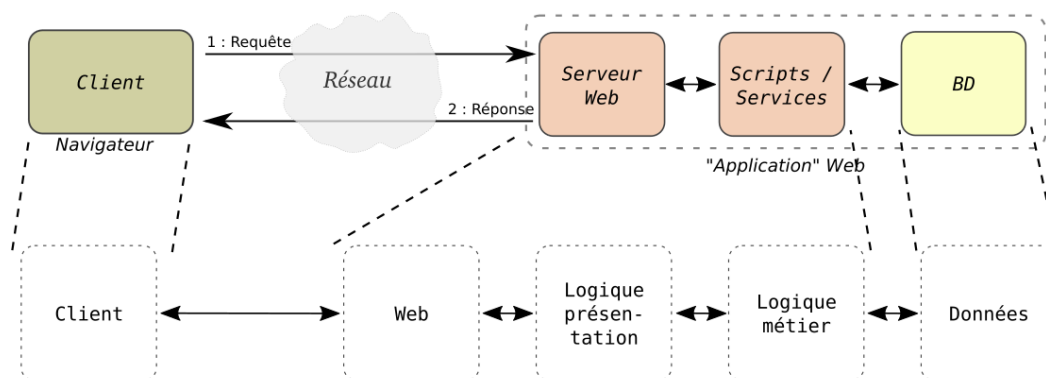 1 : Requête
Client
Réseau
Serveur
Web
Scripts /
Services
BD
2 : Réponse
Navigateur
"Application" Web
Client
Web
Logique
présen-
tation
Logique
métier
Données